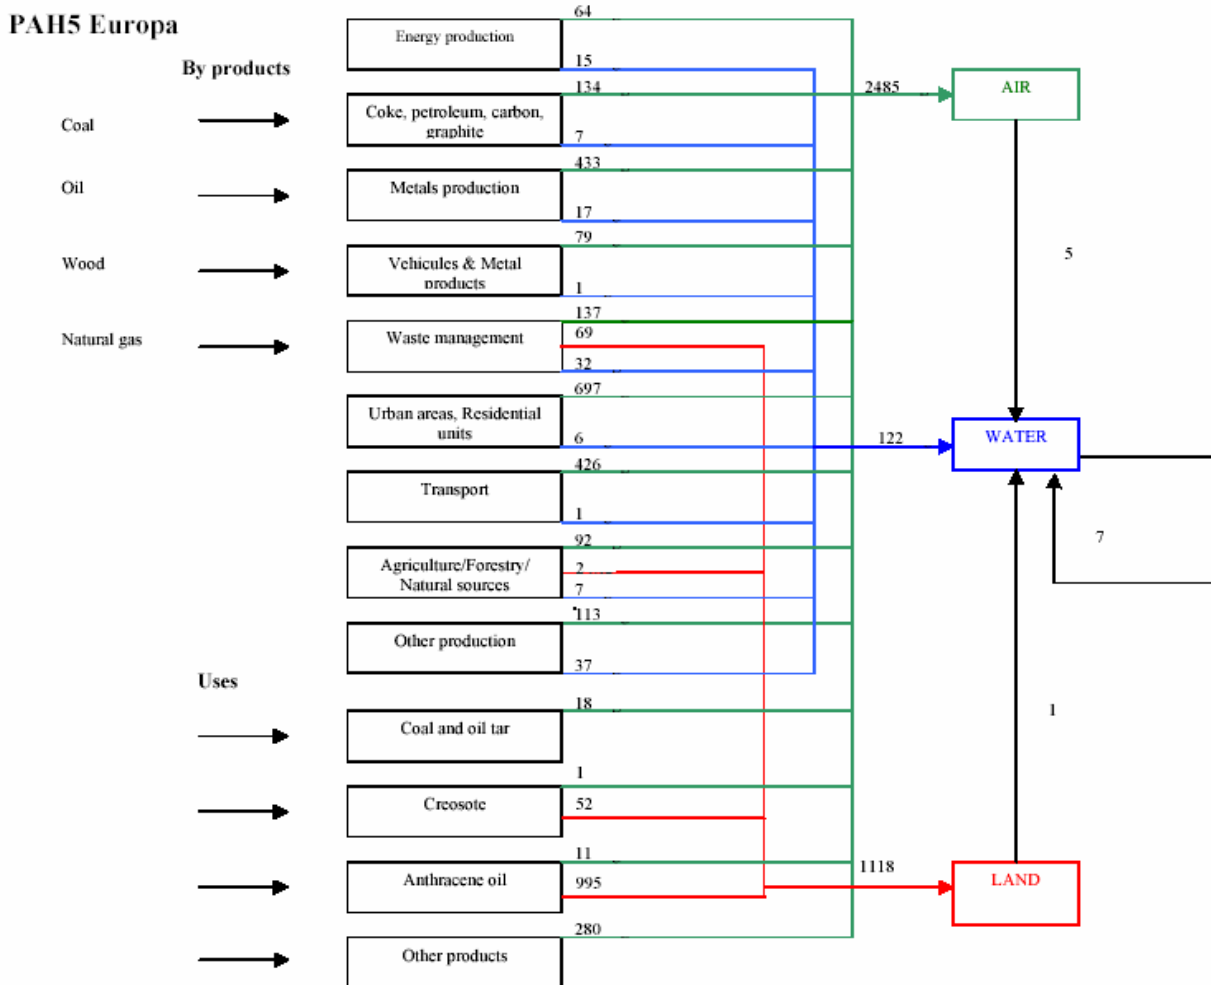 PAH5 Europa
By products
Coal
Oil
Wood
Natural gas
Uses
64
Energy production
15
134
Coke, petroleum, carbon,
graphite
7
433
Metals production
17
79
Vehicules & Metal
products
1
137
Waste management
69
32
697
Urban areas, Residential
units
6
426
Transport
1
92
Agriculture/Forestry/
Natural sources
2
7
113
Other production
37
18
Coal and oil tar
1
Creosote
52
11
Anthracene oil
995
280
Other products
2485
AIR
5
122
WATER
7
1
1118
LAND